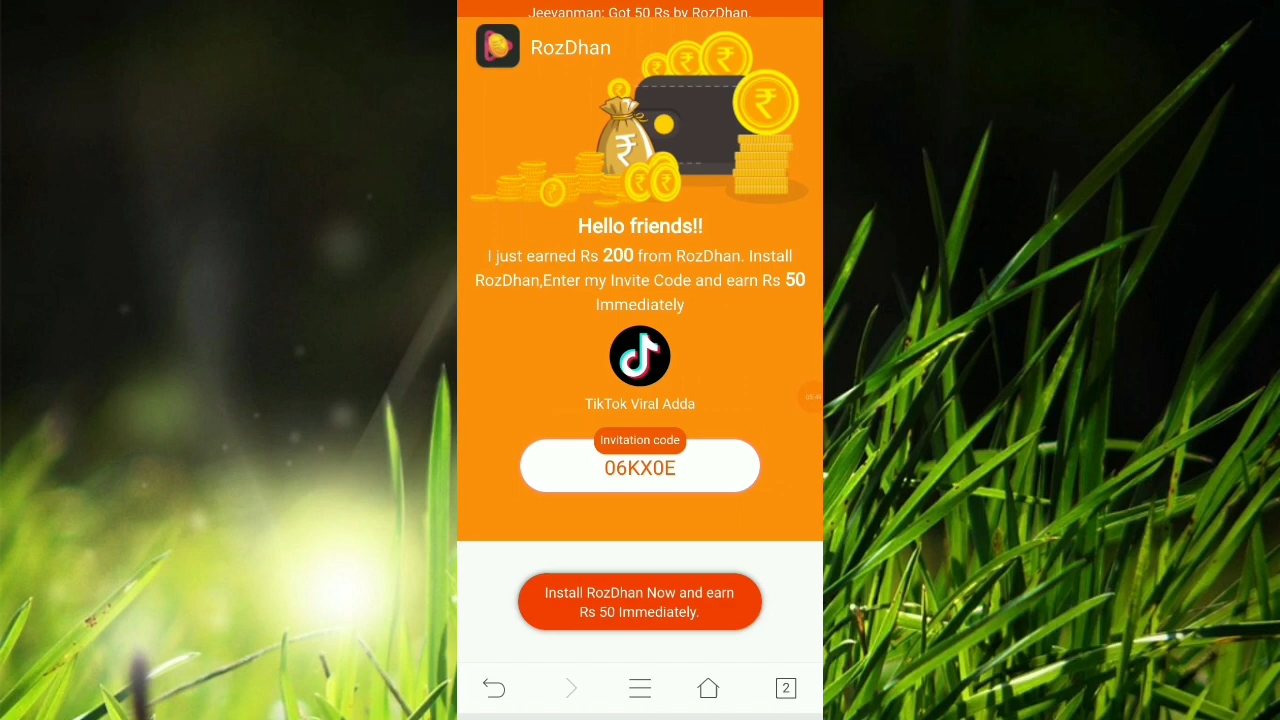 Jeevanman: Got 50 Rs by RozDhan.
RozDhan
Hello friends!!
I just earned Rs 200 from RozDhan. Install
RozDhan,Enter my Invite Code and earn Rs 50
Immediately
TikTok Viral Adda
Invitation code
06KX0E
Install RozDhan Now and earn
Rs 50 Immediately.
2